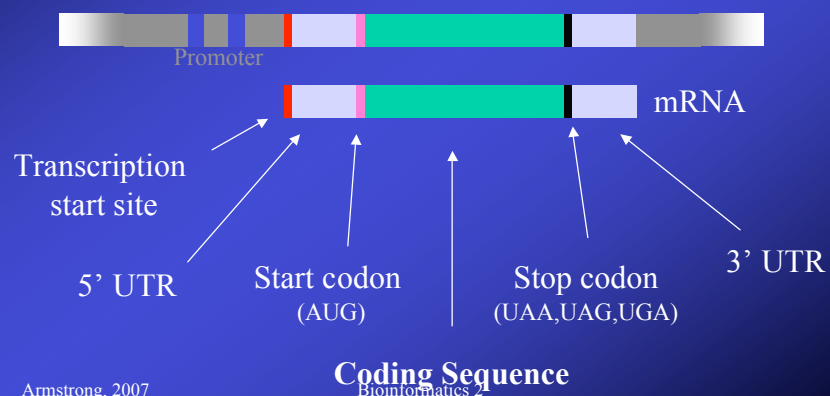 Promoter
mRNA
Transcription
start site
5’ UTR
Start codon
(AUG)
Stop codon
(UAA,UAG,UGA)
3’ UTR
Coding Sequence
Armstrong, 2007
Bioinformatics 2